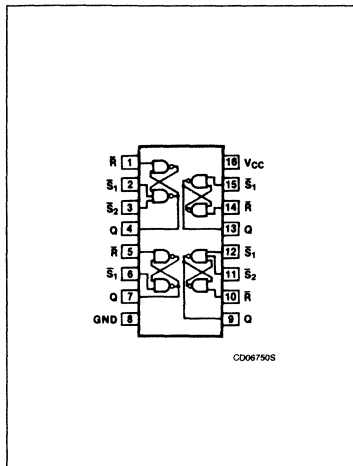 R̅ 1 16 VCC
S̅1 2 15 S̅1
S̅2 3 14 R̅
Q 4 13 Q
R̅ 5 12 S̅1
S̅1 6 11 S̅2
Q 7 10 R̅
GND 8 9 Q
CD06750S